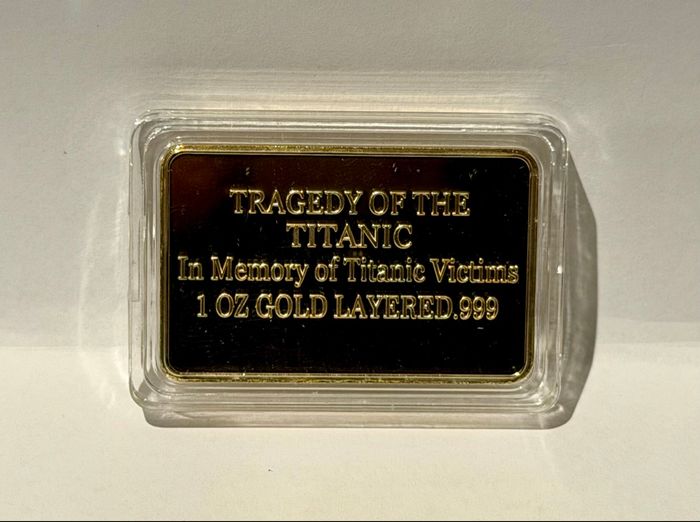 TRAGEDY OF THE
TITANIC
In Memory of Titanic Victims
1 OZ GOLD LAYERED.999